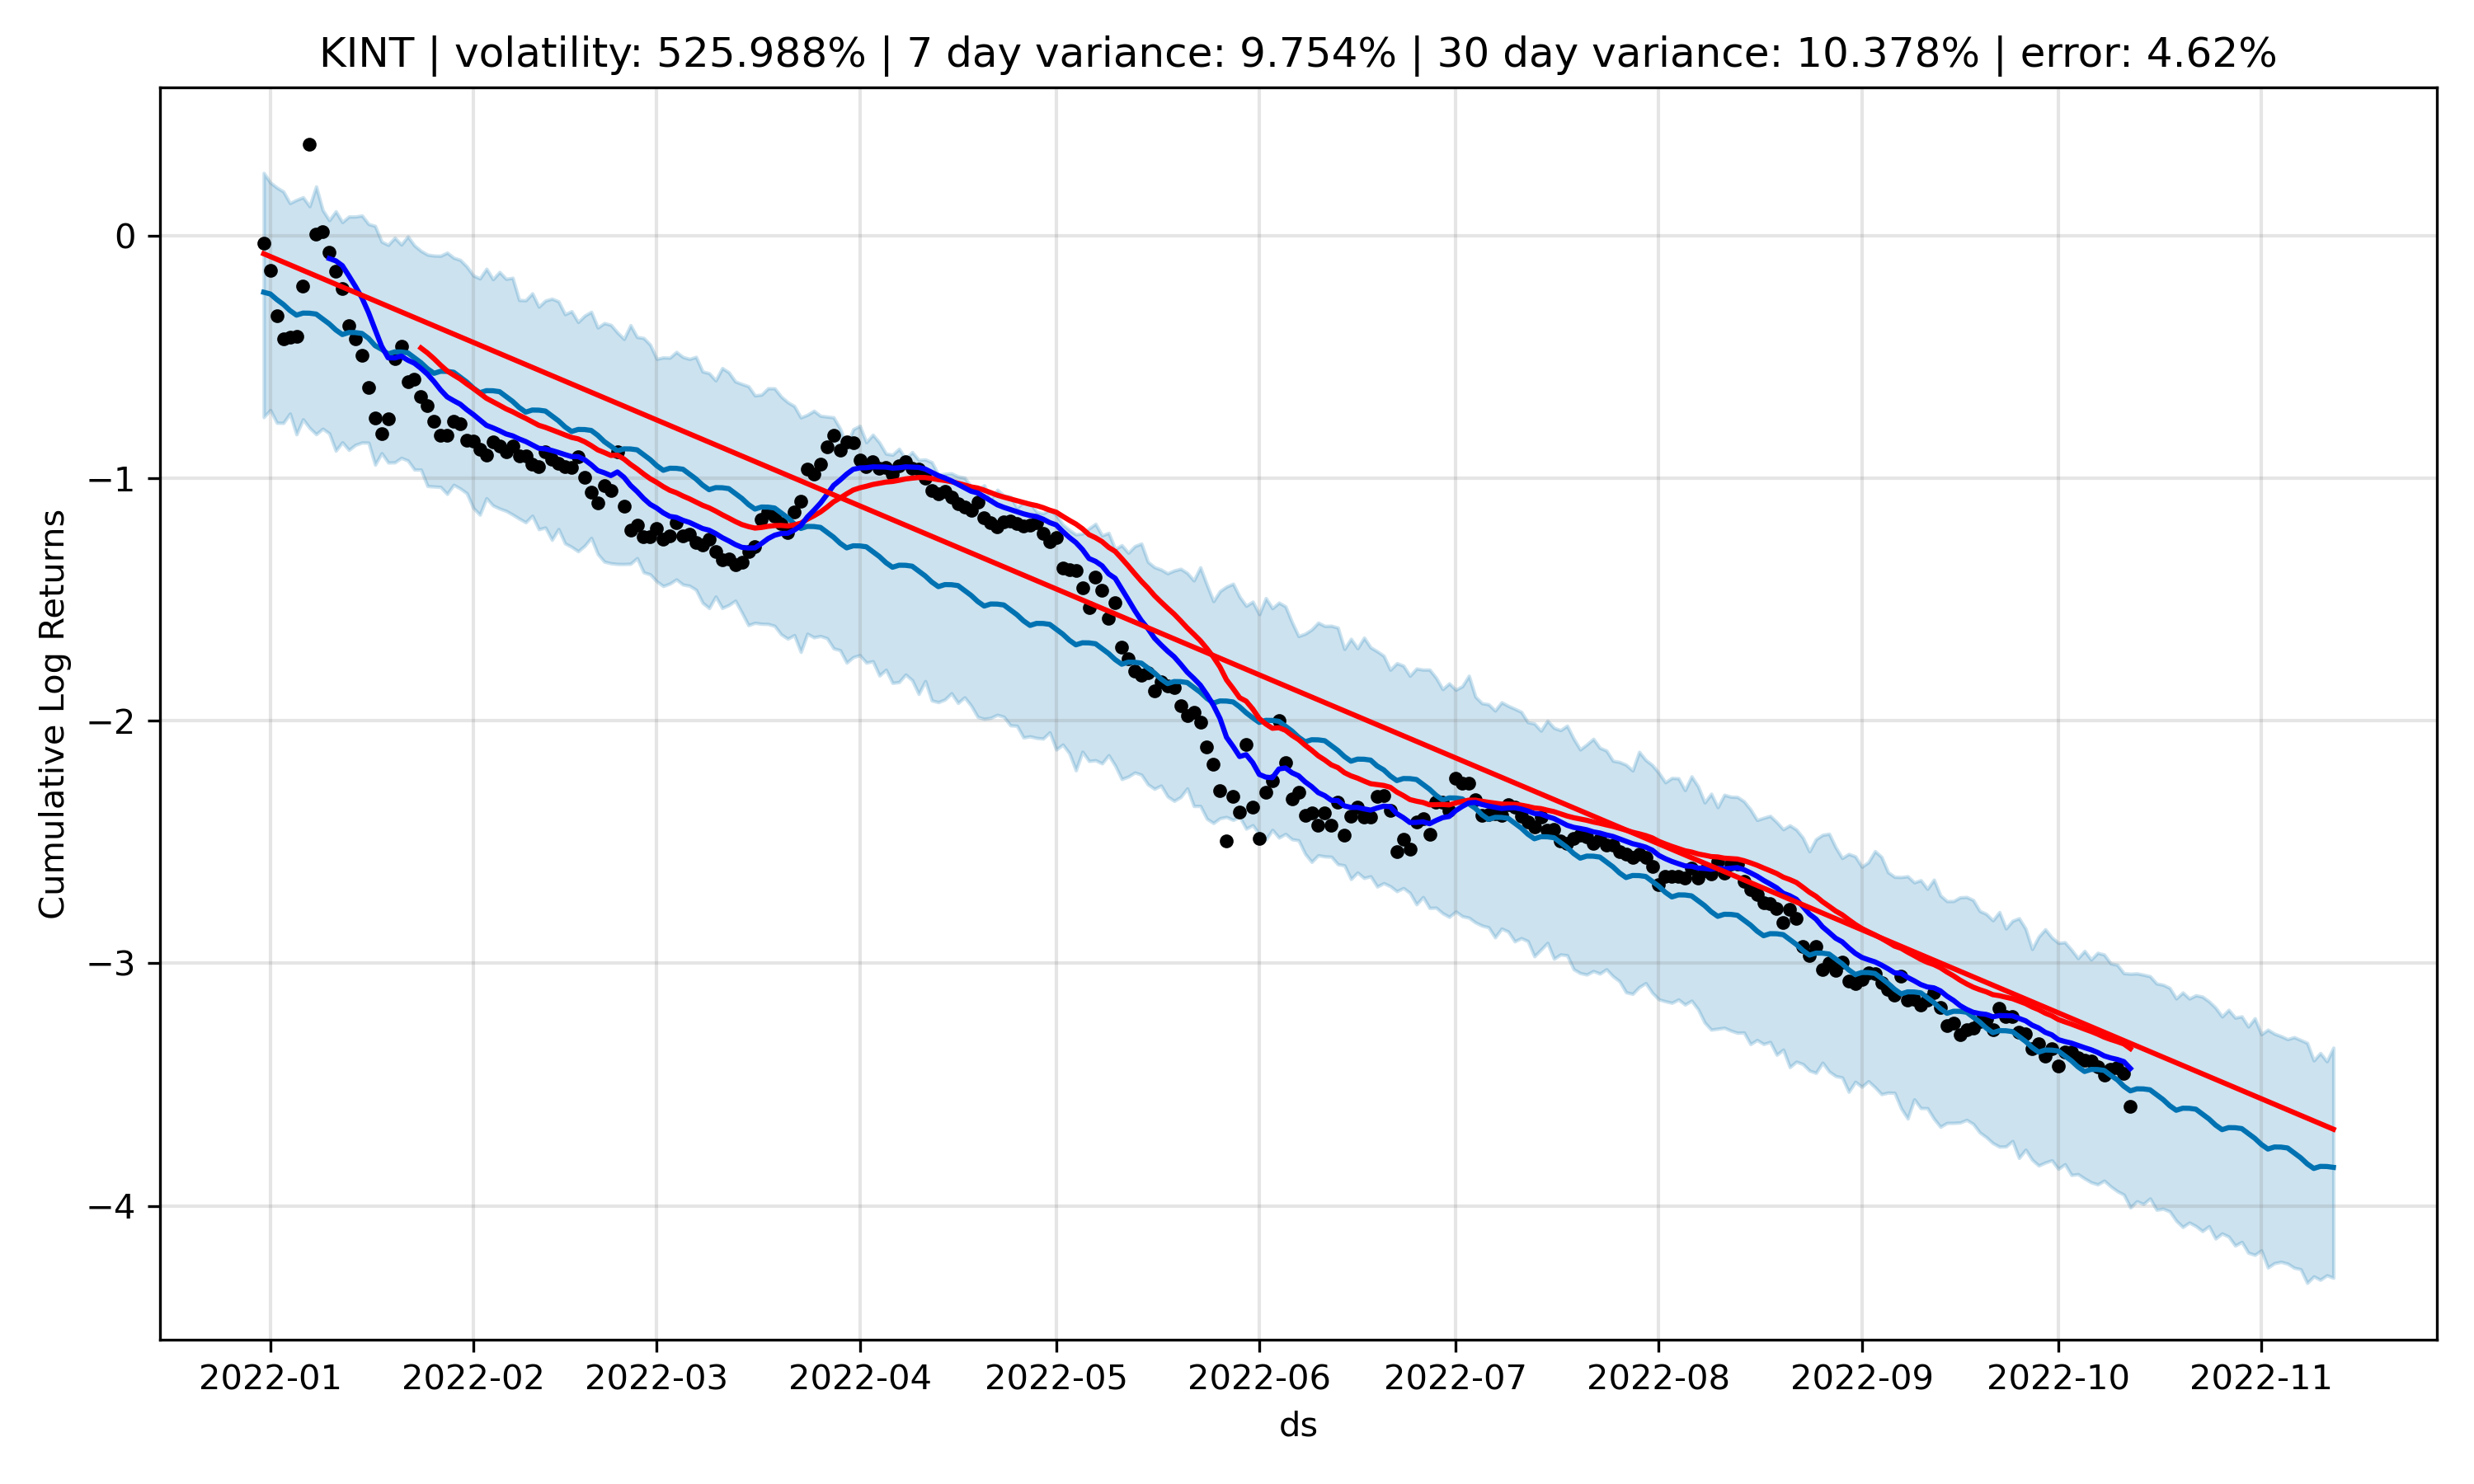 KINT | volatility: 525.988% | 7 day variance: 9.754% | 30 day variance: 10.378% | error: 4.62%
Cumulative Log Returns
0
−1
−2
−3
−4
2022-01 2022-02 2022-03 2022-04 2022-05 2022-06 2022-07 2022-08 2022-09 2022-10 2022-11
ds